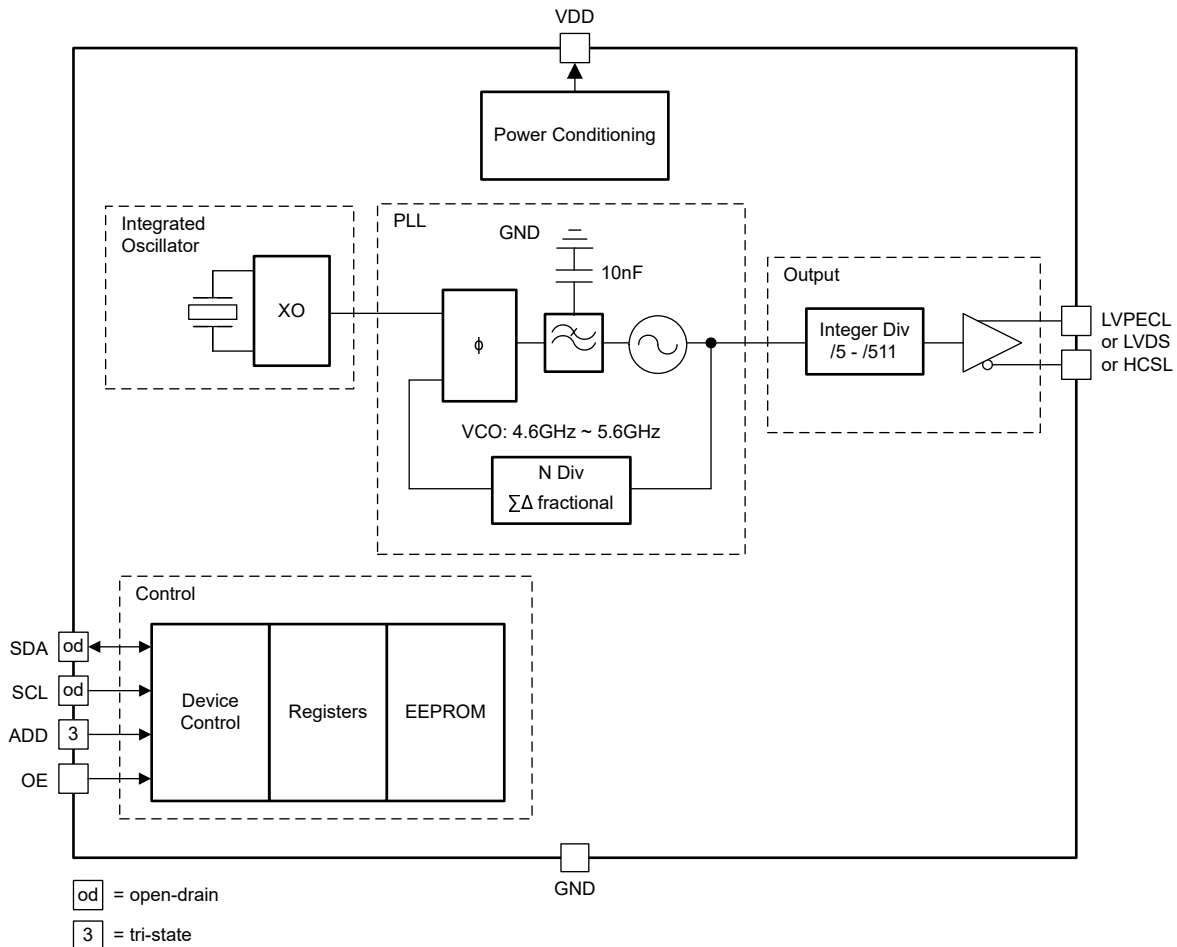 VDD
Power Conditioning
Integrated
Oscillator
XO
PLL
GND
10nF
ϕ
VCO: 4.6GHz ~ 5.6GHz
N Div
∑Δ fractional
Output
Integer Div
/5 - /511
LVPECL
or LVDS
or HCSL
Control
SDA
od
SCL
od
ADD
3
OE
Device
Control
Registers
EEPROM
GND
od = open-drain
3 = tri-state